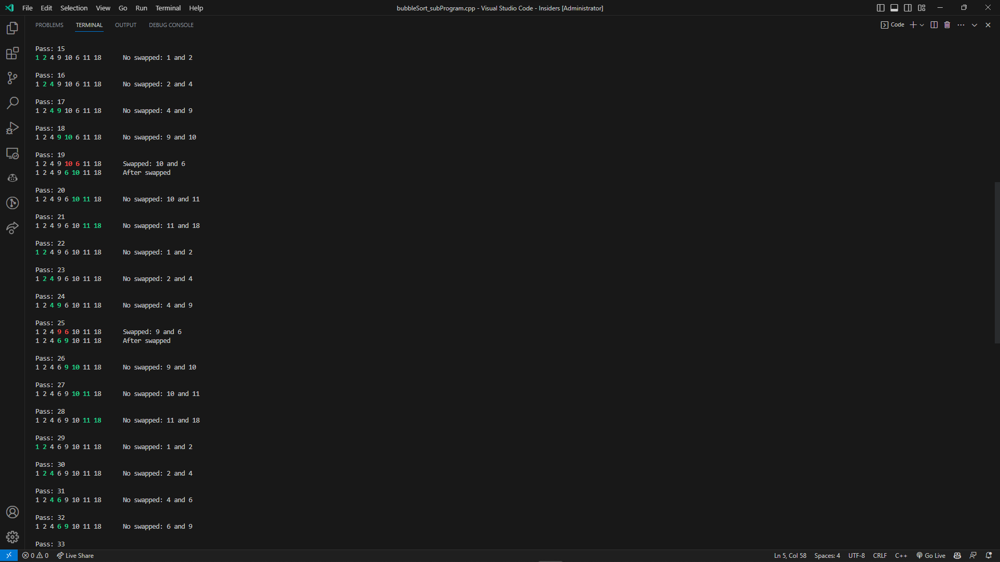 File Edit Selection View Go Run Terminal Help
bubbleSort_subProgram.cpp - Visual Studio Code - Insiders [Administrator]
PROBLEMS TERMINAL OUTPUT DEBUG CONSOLE
Code
Pass: 15
1 2 4 9 10 6 11 18 No swapped: 1 and 2
Pass: 16
1 2 4 9 10 6 11 18 No swapped: 2 and 4
Pass: 17
1 2 4 9 10 6 11 18 No swapped: 4 and 9
Pass: 18
1 2 4 9 10 6 11 18 No swapped: 9 and 10
Pass: 19
1 2 4 9 10 6 11 18 Swapped: 10 and 6
1 2 4 9 6 10 11 18 After swapped
Pass: 20
1 2 4 9 6 10 11 18 No swapped: 10 and 11
Pass: 21
1 2 4 9 6 10 11 18 No swapped: 11 and 18
Pass: 22
1 2 4 9 6 10 11 18 No swapped: 1 and 2
Pass: 23
1 2 4 9 6 10 11 18 No swapped: 2 and 4
Pass: 24
1 2 4 9 6 10 11 18 No swapped: 4 and 9
Pass: 25
1 2 4 9 6 10 11 18 Swapped: 9 and 6
1 2 4 6 9 10 11 18 After swapped
Pass: 26
1 2 4 6 9 10 11 18 No swapped: 9 and 10
Pass: 27
1 2 4 6 9 10 11 18 No swapped: 10 and 11
Pass: 28
1 2 4 6 9 10 11 18 No swapped: 11 and 18
Pass: 29
1 2 4 6 9 10 11 18 No swapped: 1 and 2
Pass: 30
1 2 4 6 9 10 11 18 No swapped: 2 and 4
Pass: 31
1 2 4 6 9 10 11 18 No swapped: 4 and 6
Pass: 32
1 2 4 6 9 10 11 18 No swapped: 6 and 9
Pass: 33
0 0 Live Share
Ln 5, Col 58 Spaces: 4 UTF-8 CRLF C++ Go Live